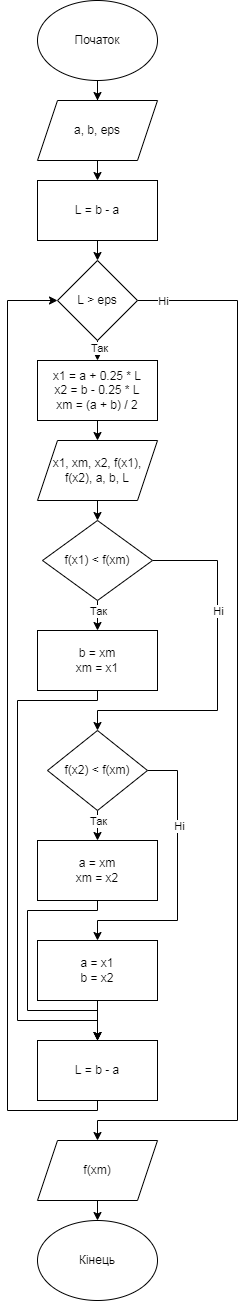 Початок
a, b, eps
L = b - a
L > eps
Ні
Так
x1 = a + 0.25 * L
x2 = b - 0.25 * L
xm = (a + b) / 2
x1, xm, x2, f(x1),
f(x2), a, b, L
f(x1) < f(xm)
Так
Ні
b = xm
xm = x1
f(x2) < f(xm)
Так
Ні
a = xm
xm = x2
a = x1
b = x2
L = b - a
f(xm)
Кінець